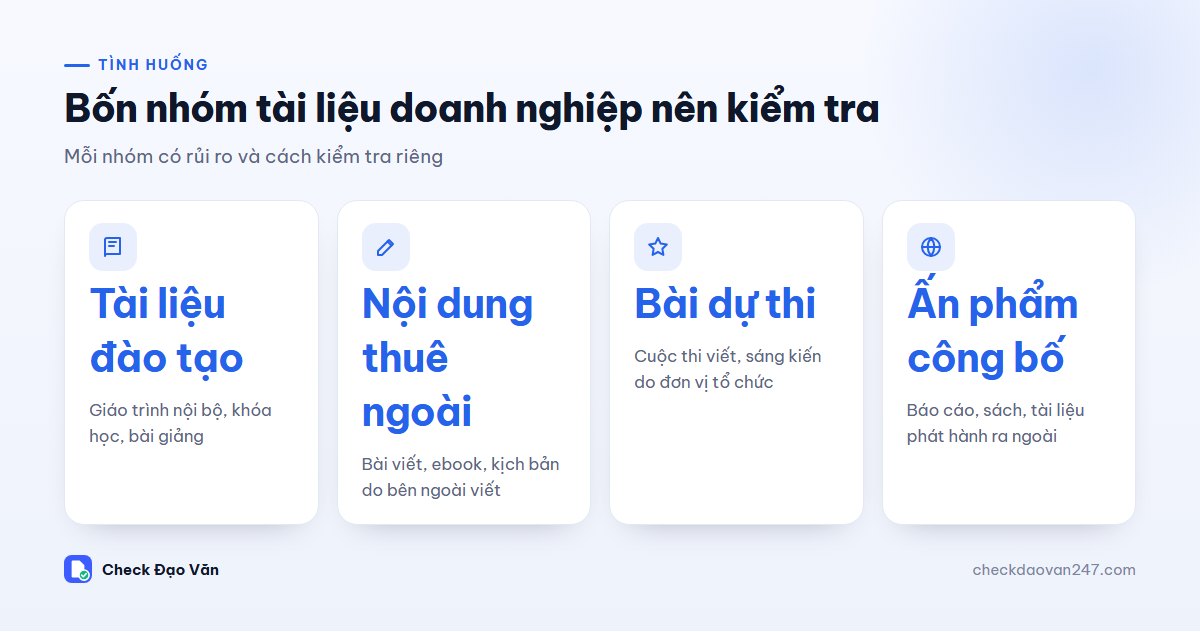 TÌNH HUỐNG
Bốn nhóm tài liệu doanh nghiệp nên kiểm tra
Mỗi nhóm có rủi ro và cách kiểm tra riêng
Tài liệu
đào tạo
Giáo trình nội bộ, khóa
học, bài giảng
Nội dung
thuê
ngoài
Bài viết, ebook, kịch bản
do bên ngoài viết
Bài dự thi
Cuộc thi viết, sáng kiến
do đơn vị tổ chức
Ấn phẩm
công bố
Báo cáo, sách, tài liệu
phát hành ra ngoài
Check Đạo Văn
checkdaovan247.com